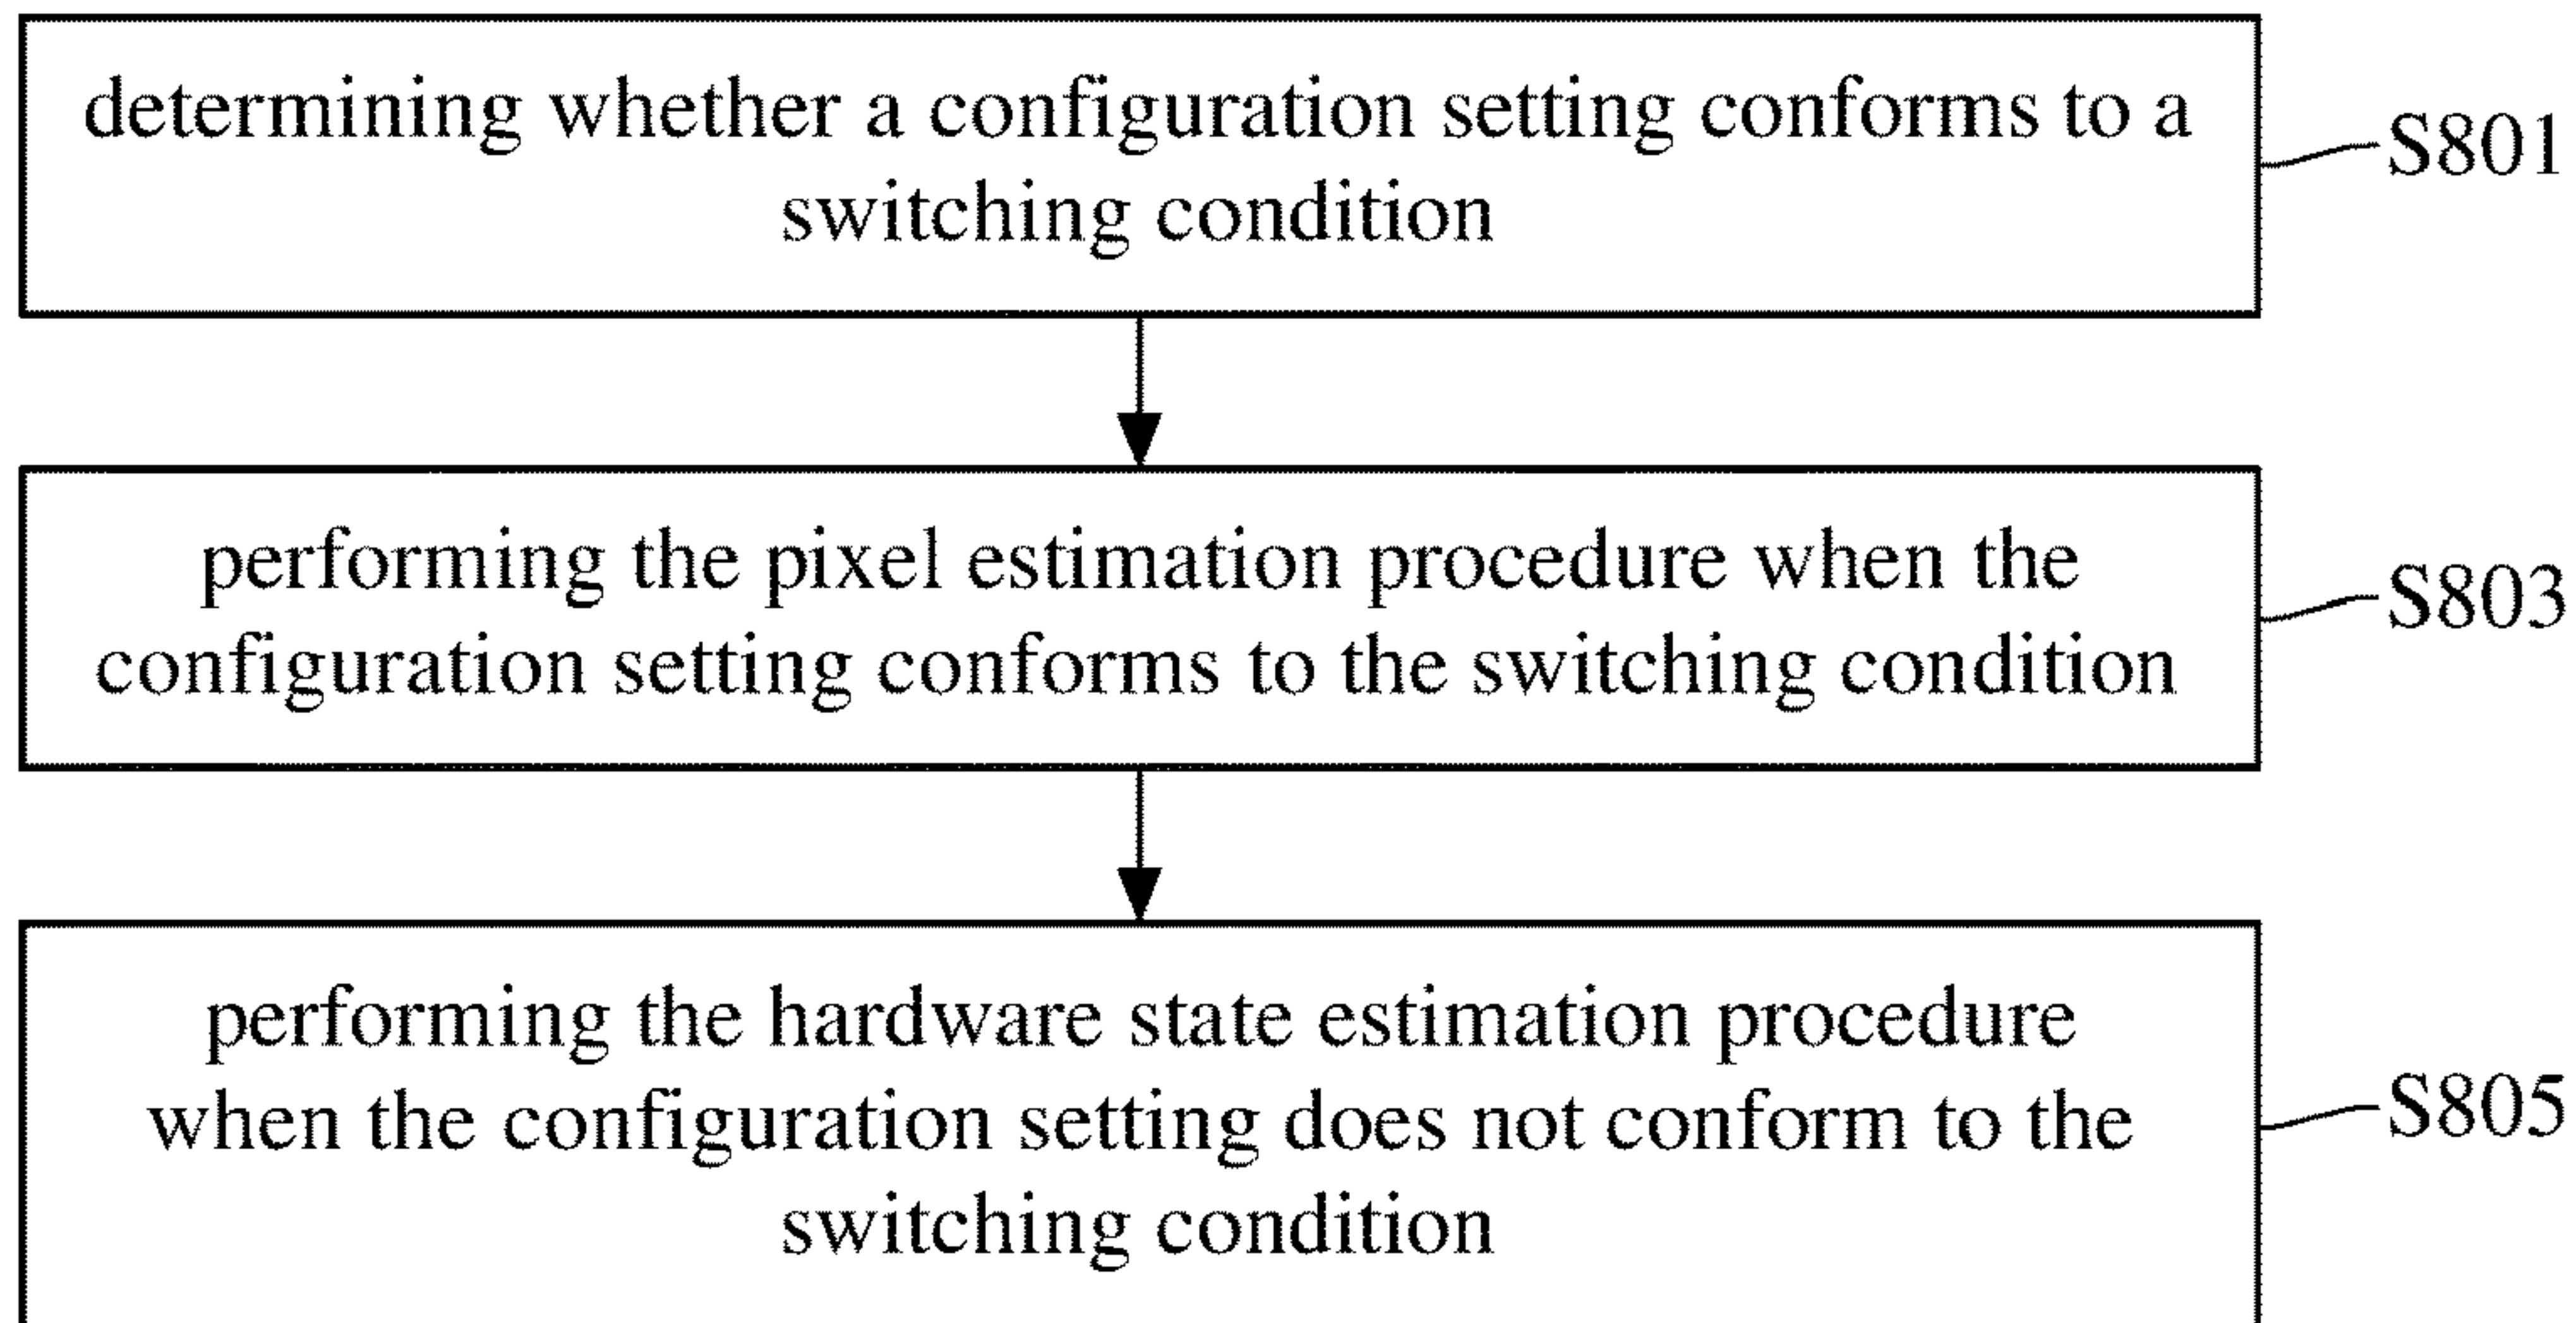 determining whether a configuration setting conforms to a
switching condition
S801
performing the pixel estimation procedure when the
configuration setting conforms to the switching condition
S803
performing the hardware state estimation procedure
when the configuration setting does not conform to the
switching condition
S805